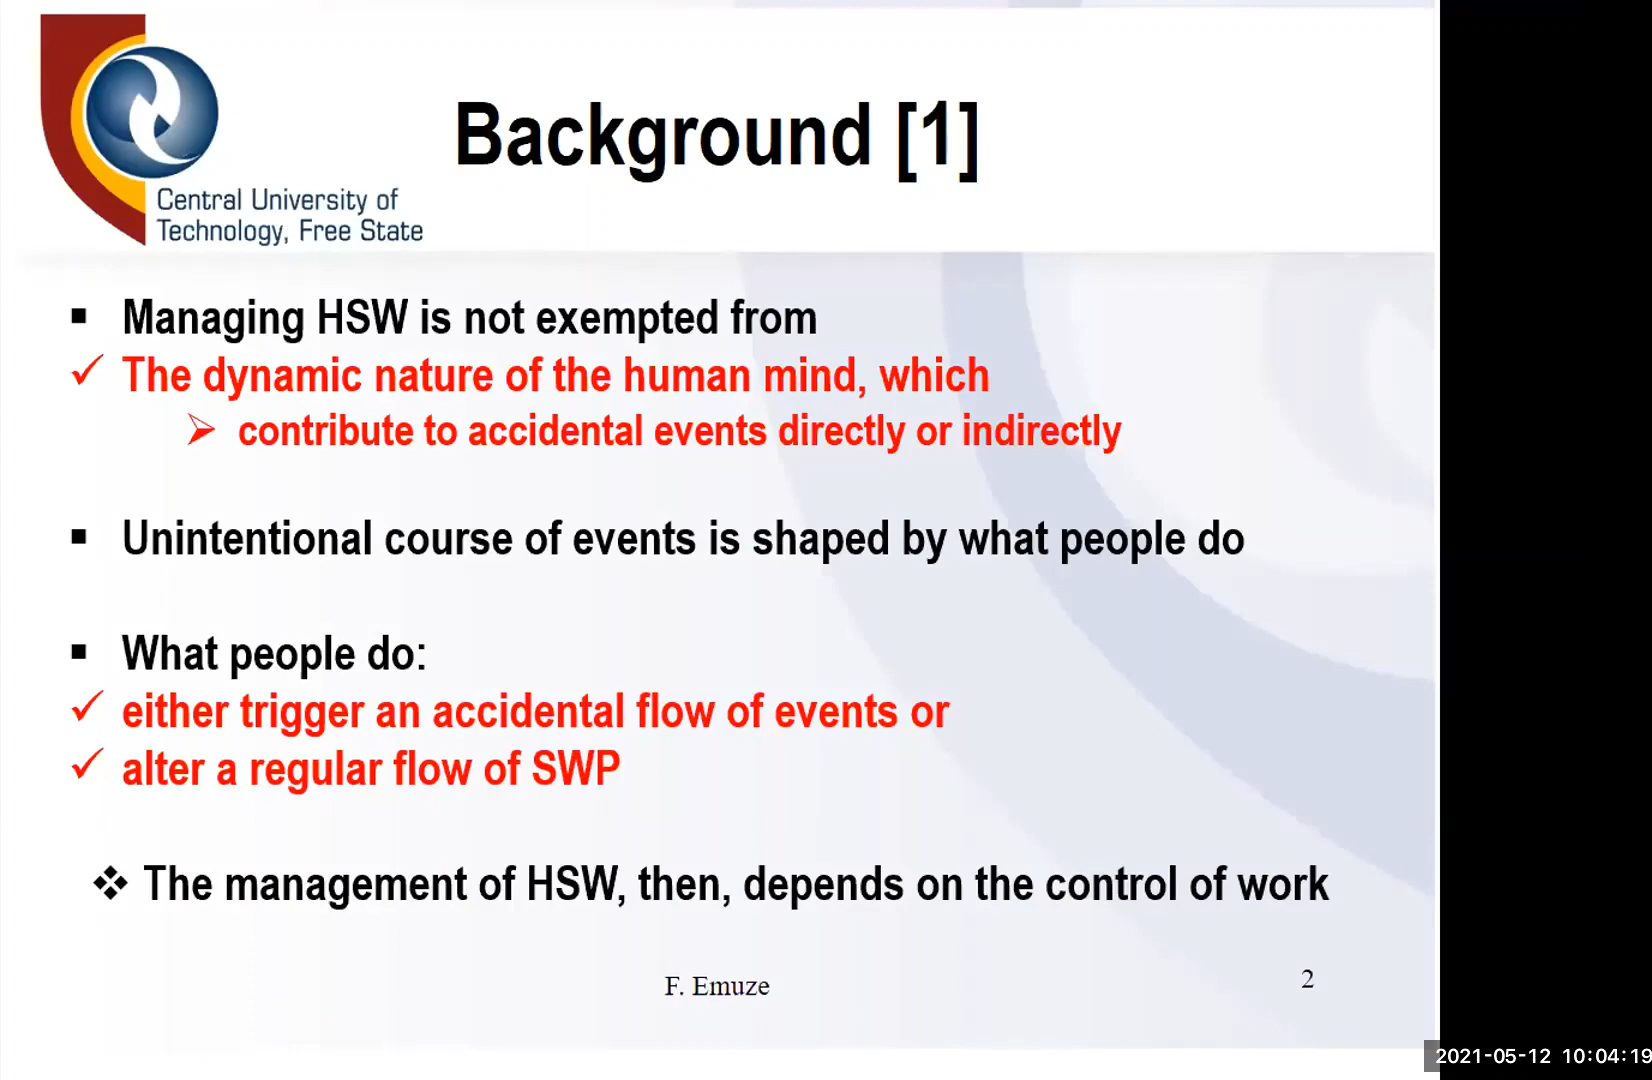 Central University of
Technology, Free State
Background [1]
Managing HSW is not exempted from
The dynamic nature of the human mind, which
contribute to accidental events directly or indirectly
Unintentional course of events is shaped by what people do
What people do:
either trigger an accidental flow of events or
alter a regular flow of SWP
The management of HSW, then, depends on the control of work
F. Emuze
2
2021-05-12 10:04:19